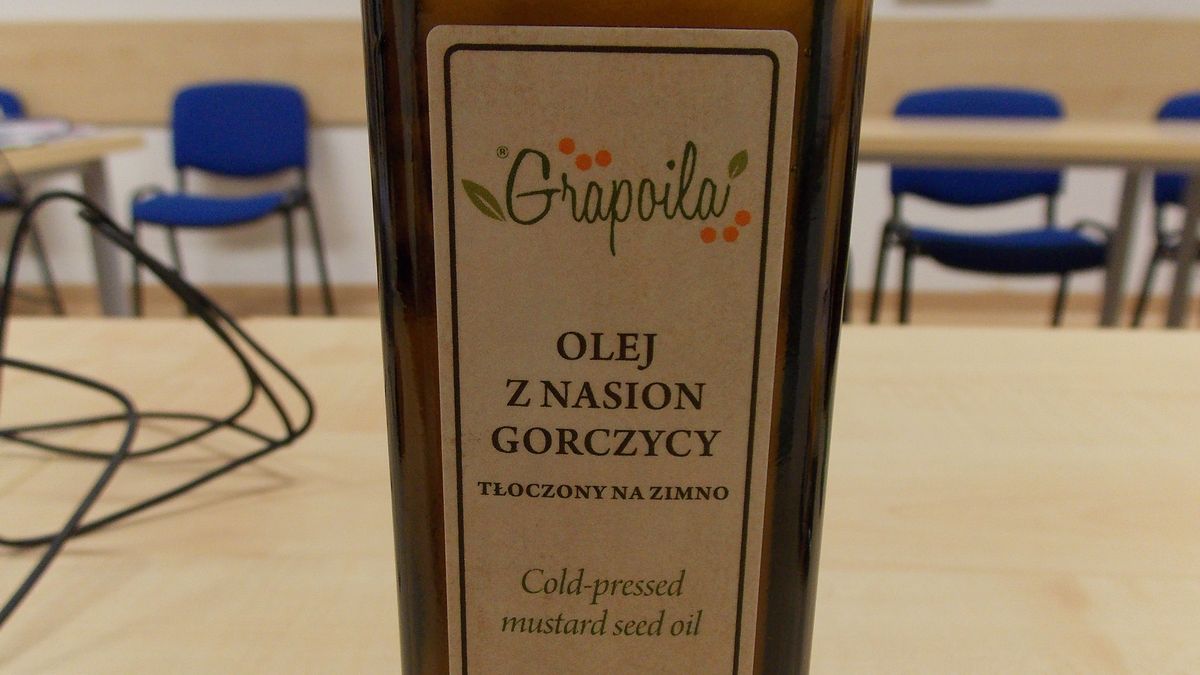 ® Grapoila
OLEJ
Z NASION
GORCZYCY
TŁOCZONY NA ZIMNO
Cold-pressed
mustard seed oil